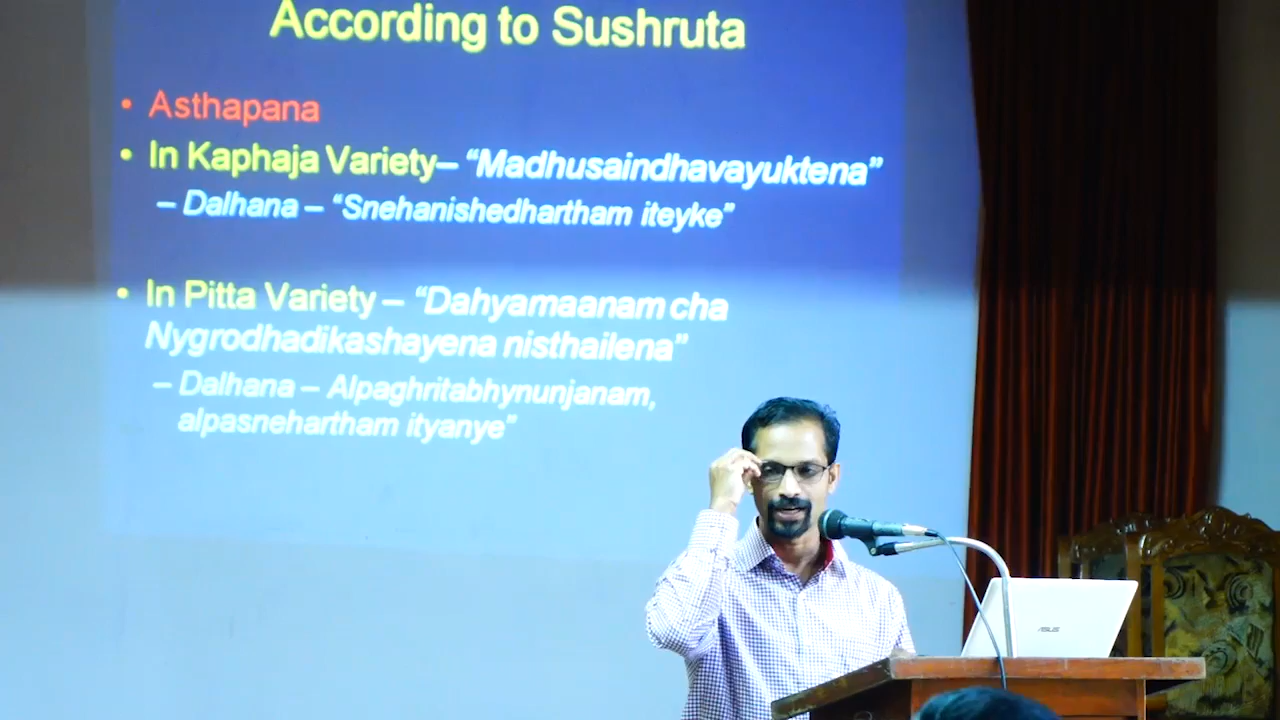 According to Sushruta
• Asthapana
• In Kaphaja Variety– “Madhusaindhavayuktena”
– Dalhana – “Snehanishedhartham iteyke”
• In Pitta Variety – “Dahyamaanam cha
Nygrodhadikashayena nisthailena”
– Dalhana – Alpaghritabhynunjanam,
alpasnehartham ityanye”
ASUS